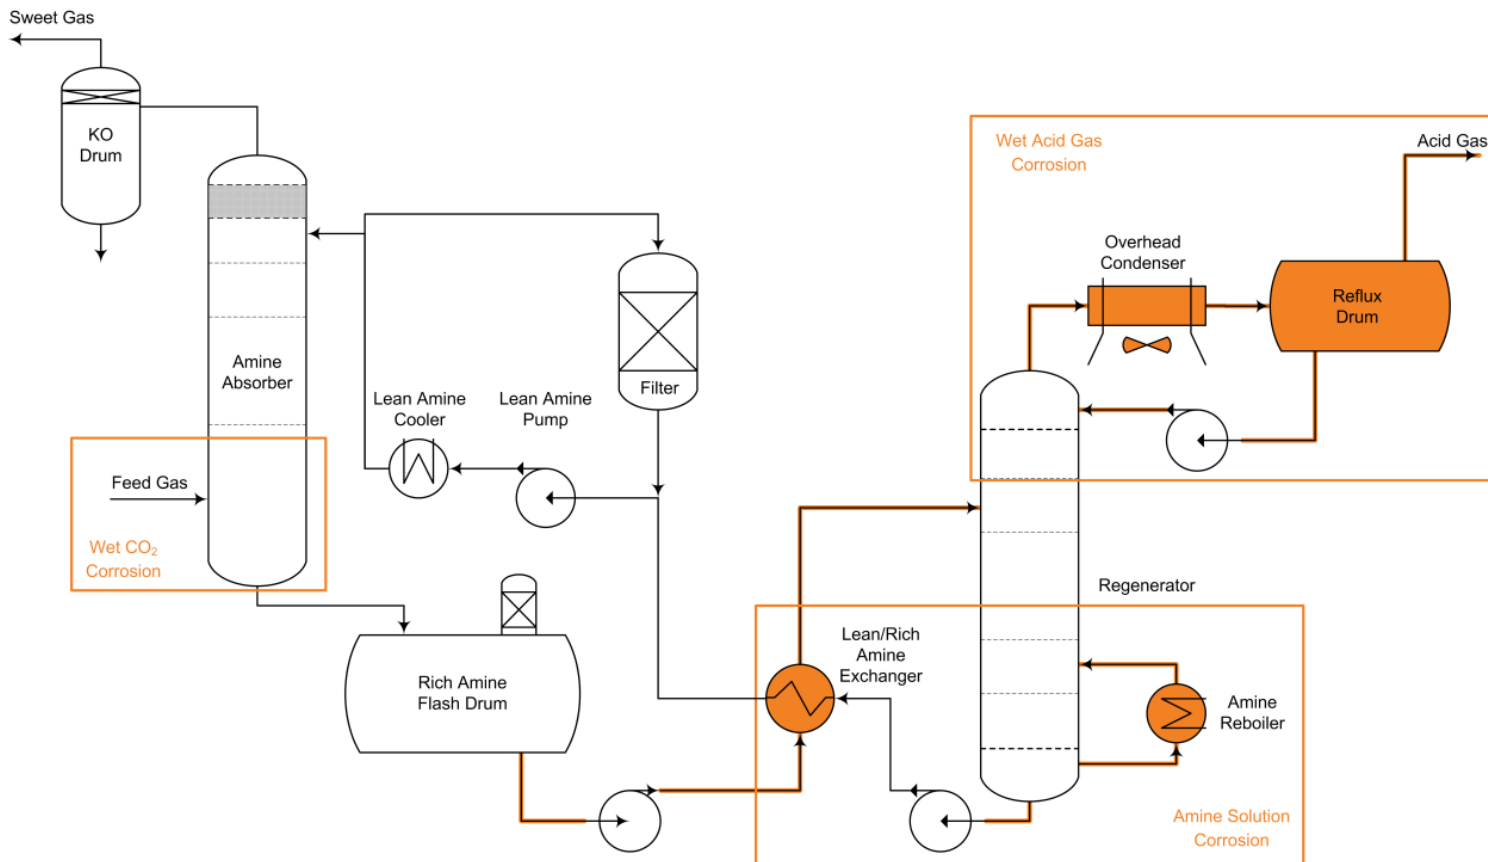 Sweet Gas
KO
Drum
Amine
Absorber
Feed Gas
Wet CO₂
Corrosion
Lean Amine
Cooler
Lean Amine
Pump
Filter
Rich Amine
Flash Drum
Lean/Rich
Amine
Exchanger
Wet Acid Gas
Corrosion
Acid Gas
Overhead
Condenser
Reflux
Drum
Regenerator
Amine
Reboiler
Amine Solution
Corrosion